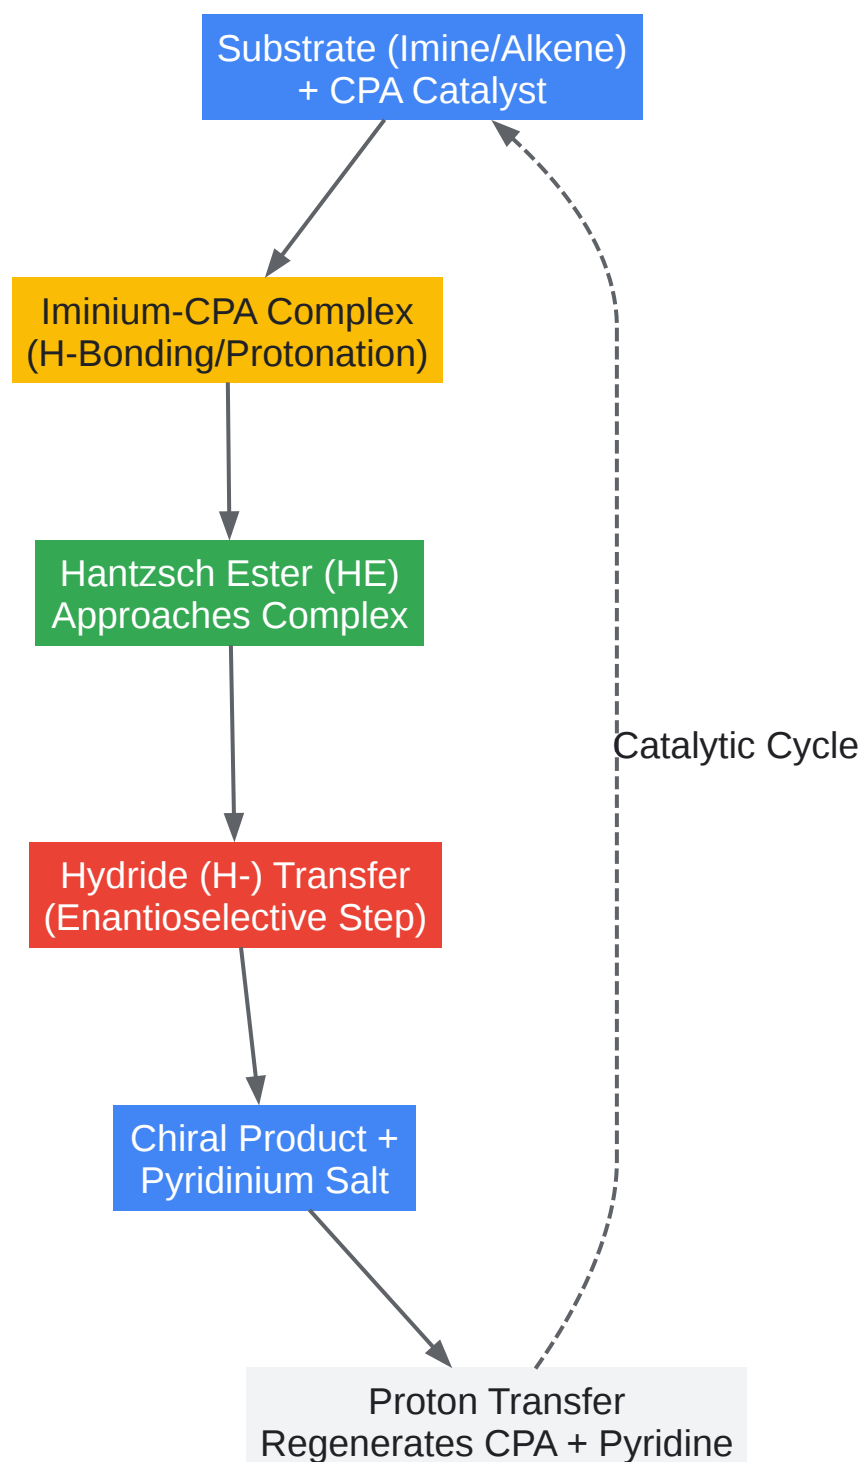 Substrate (Imine/Alkene)
+ CPA Catalyst
Iminium-CPA Complex
(H-Bonding/Protonation)
Hantzsch Ester (HE)
Approaches Complex
Catalytic Cycle
Hydride (H-) Transfer
(Enantioselective Step)
Chiral Product +
Pyridinium Salt
Proton Transfer
Regenerates CPA + Pyridine